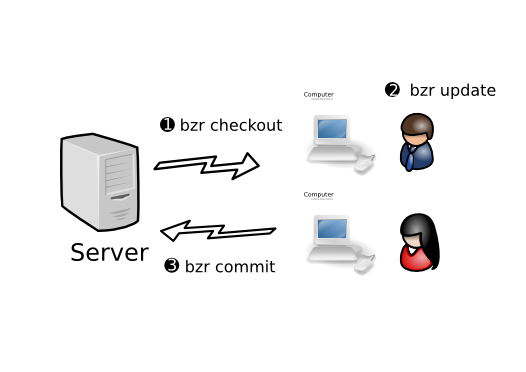 Computer
❷ bzr update
❶ bzr checkout
Computer
Server
❸ bzr commit